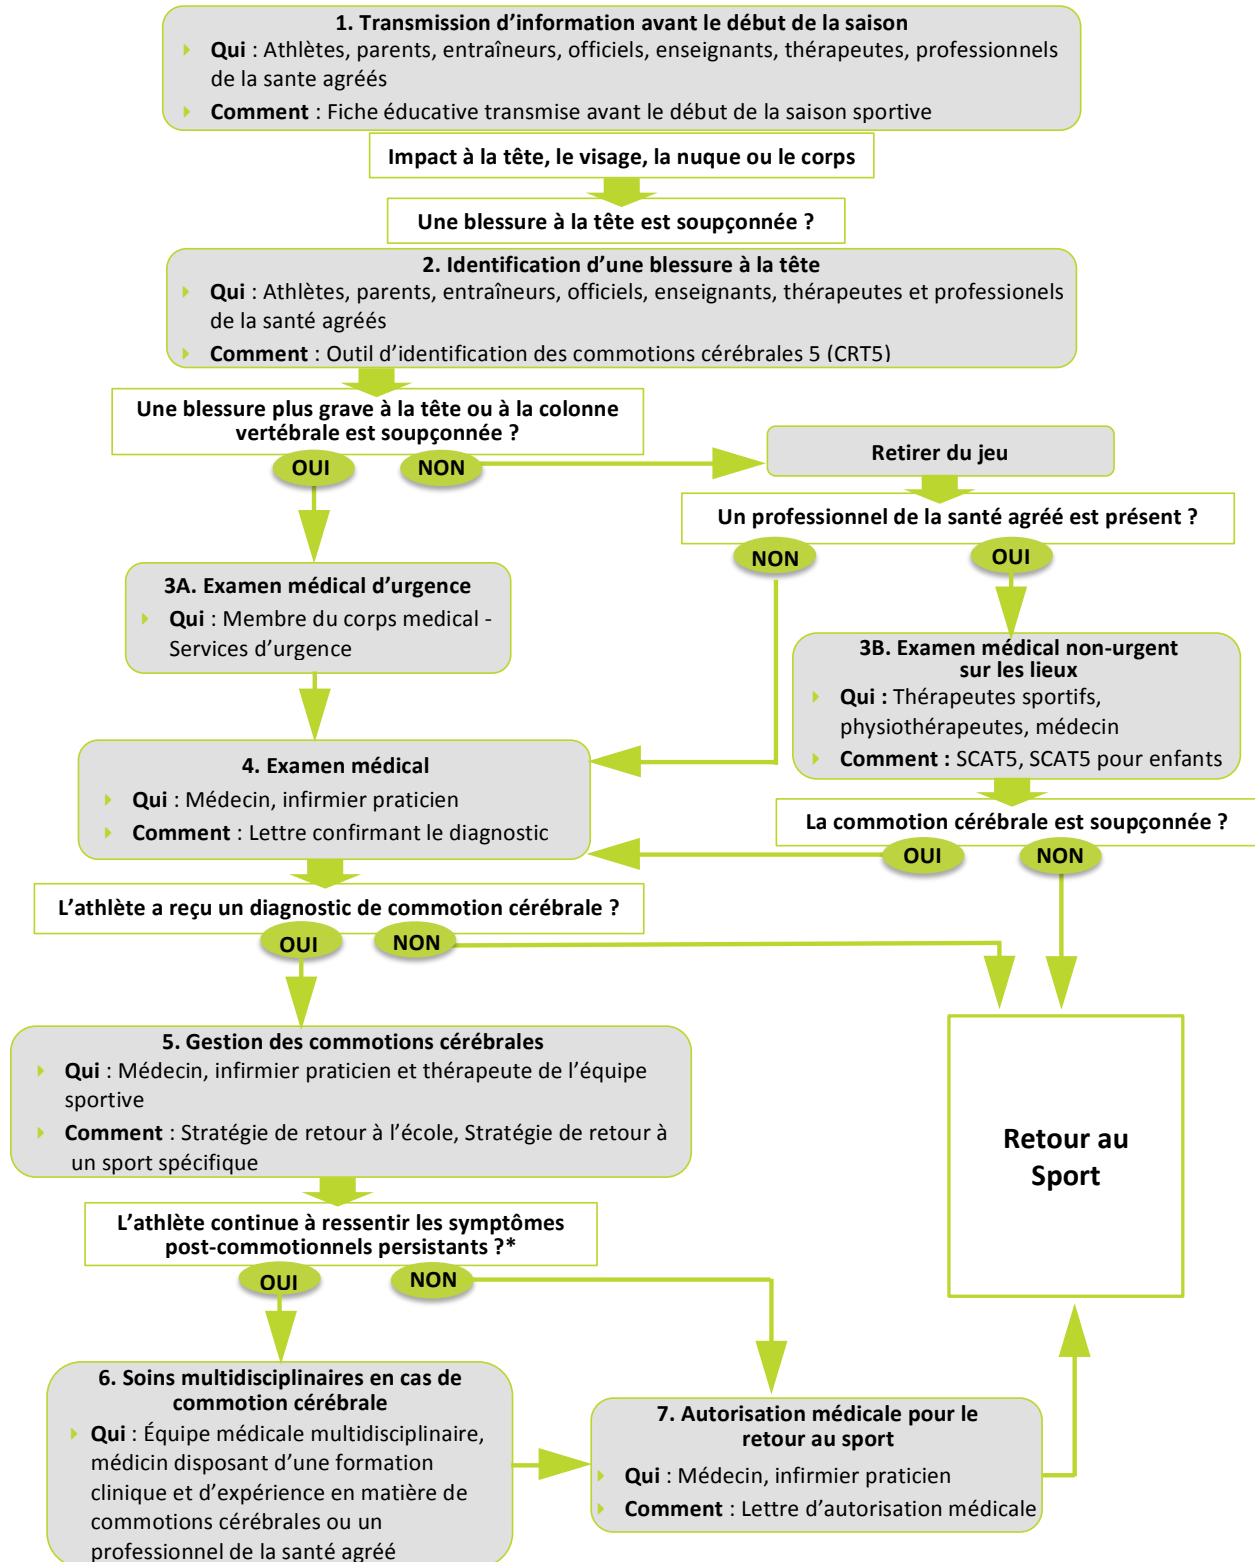 1. Transmission d’information avant le début de la saison
Qui : Athlètes, parents, entraîneurs, officiels, enseignants, thérapeutes, professionnels
de la sante agréés
Comment : Fiche éducative transmise avant le début de la saison sportive
Impact à la tête, le visage, la nuque ou le corps
Une blessure à la tête est soupçonnée ?
2. Identification d’une blessure à la tête
Qui : Athlètes, parents, entraîneurs, officiels, enseignants, thérapeutes et professionels
de la santé agréés
Comment : Outil d’identification des commotions cérébrales 5 (CRT5)
Une blessure plus grave à la tête ou à la colonne
vertébrale est soupçonnée ?
OUI
NON
Retirer du jeu
Un professionnel de la santé agréé est présent ?
NON
OUI
3A. Examen médical d’urgence
Qui : Membre du corps medical -
Services d’urgence
3B. Examen médical non-urgent
sur les lieux
Qui : Thérapeutes sportifs,
physiothérapeutes, médecin
Comment : SCAT5, SCAT5 pour enfants
4. Examen médical
Qui : Médecin, infirmier praticien
Comment : Lettre confirmant le diagnostic
La commotion cérébrale est soupçonnée ?
OUI
NON
L’athlète a reçu un diagnostic de commotion cérébrale ?
OUI
NON
5. Gestion des commotions cérébrales
Qui : Médecin, infirmier praticien et thérapeute de l’équipe
sportive
Comment : Stratégie de retour à l’école, Stratégie de retour à
un sport spécifique
Retour au
Sport
L’athlète continue à ressentir les symptômes
post-commotionnels persistants ?*
OUI
NON
6. Soins multidisciplinaires en cas de
commotion cérébrale
Qui : Équipe médicale multidisciplinaire,
médicin disposant d’une formation
clinique et d’expérience en matière de
commotions cérébrales ou un
professionnel de la santé agréé
7. Autorisation médicale pour le
retour au sport
Qui : Médecin, infirmier praticien
Comment : Lettre d’autorisation médicale